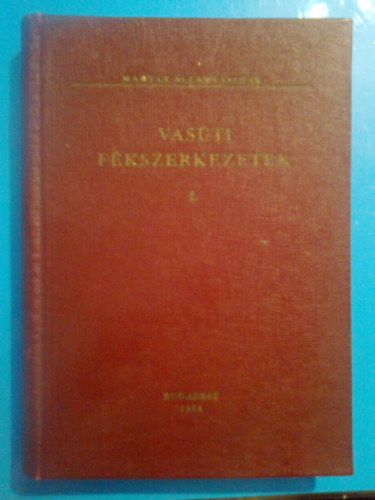 MAGYAR ÁLLAMVASUTAK
VASÚTI
FÉKSZERKEZETEK
I.
BUDAPEST